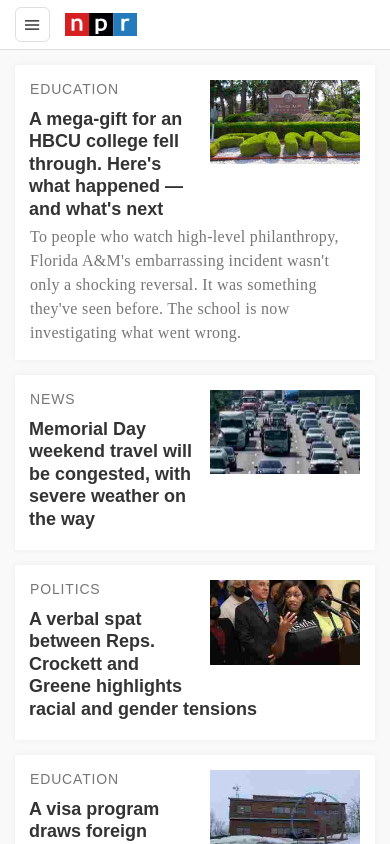 npr
EDUCATION
A mega-gift for an
HBCU college fell
through. Here's
what happened —
and what's next
To people who watch high-level philanthropy,
Florida A&M's embarrassing incident wasn't
only a shocking reversal. It was something
they've seen before. The school is now
investigating what went wrong.
NEWS
Memorial Day
weekend travel will
be congested, with
severe weather on
the way
POLITICS
A verbal spat
between Reps.
Crockett and
Greene highlights
racial and gender tensions
EDUCATION
A visa program
draws foreign